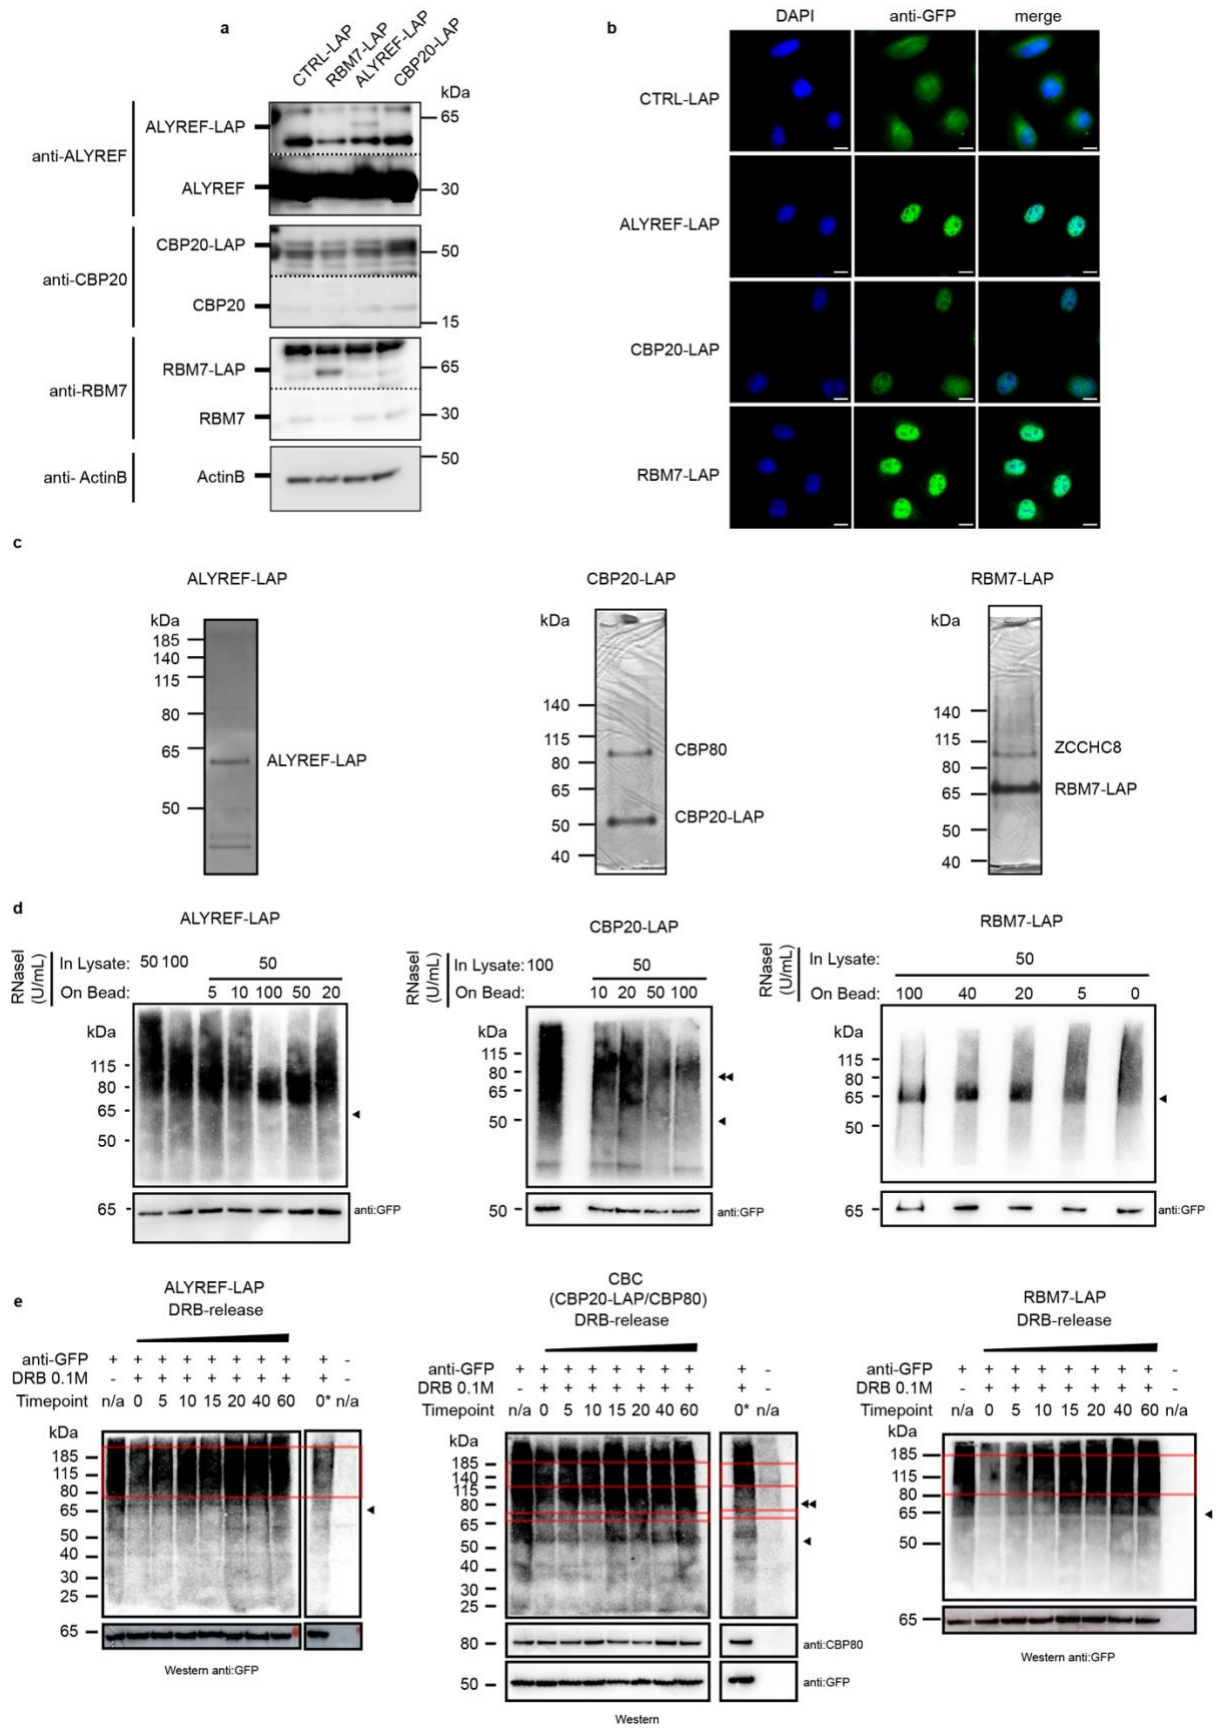 a
CTRL-LAP RBM7-LAP ALYREF-LAP CBP20-LAP
kDa
anti-ALYREF
ALYREF-LAP
65
ALYREF
30
anti-CBP20
CBP20-LAP
50
CBP20
15
anti-RBM7
RBM7-LAP
65
RBM7
30
anti- ActinB
ActinB
50
b
DAPI anti-GFP merge
CTRL-LAP
ALYREF-LAP
CBP20-LAP
RBM7-LAP
c
ALYREF-LAP
kDa
185
140
115
80
65
50
ALYREF-LAP
CBP20-LAP
kDa
140
115
80
65
50
40
CBP80
CBP20-LAP
RBM7-LAP
kDa
140
115
80
65
50
40
ZCCHC8
RBM7-LAP
d
ALYREF-LAP
RNaseI
(U/mL)
In Lysate: 50 100 50
On Bead: 5 10 100 50 20
kDa
115
80
65
50
65
anti:GFP
CBP20-LAP
RNaseI
(U/mL)
In Lysate: 100 50
On Bead: 10 20 50 100
kDa
115
80
65
50
50
anti:GFP
RBM7-LAP
RNaseI
(U/mL)
In Lysate: 50
On Bead: 100 40 20 5 0
kDa
115
80
65
50
65
anti:GFP
e
ALYREF-LAP
DRB-release
anti-GFP + + + + + + + + + -
DRB 0.1M - + + + + + + + + -
Timepoint n/a 0 5 10 15 20 40 60 0* n/a
kDa
185
115
80
65
50
40
30
25
65
Western anti:GFP
CBC
(CBP20-LAP/CBP80)
DRB-release
anti-GFP + + + + + + + + + -
DRB 0.1M - + + + + + + + + -
Timepoint n/a 0 5 10 15 20 40 60 0* n/a
kDa
185
140
115
80
65
50
40
30
25
80
anti:CBP80
50
anti:GFP
Western
RBM7-LAP
DRB-release
anti-GFP + + + + + + + + -
DRB 0.1M - + + + + + + + -
Timepoint n/a 0 5 10 15 20 40 60 n/a
kDa
185
115
80
65
50
65
Western anti:GFP